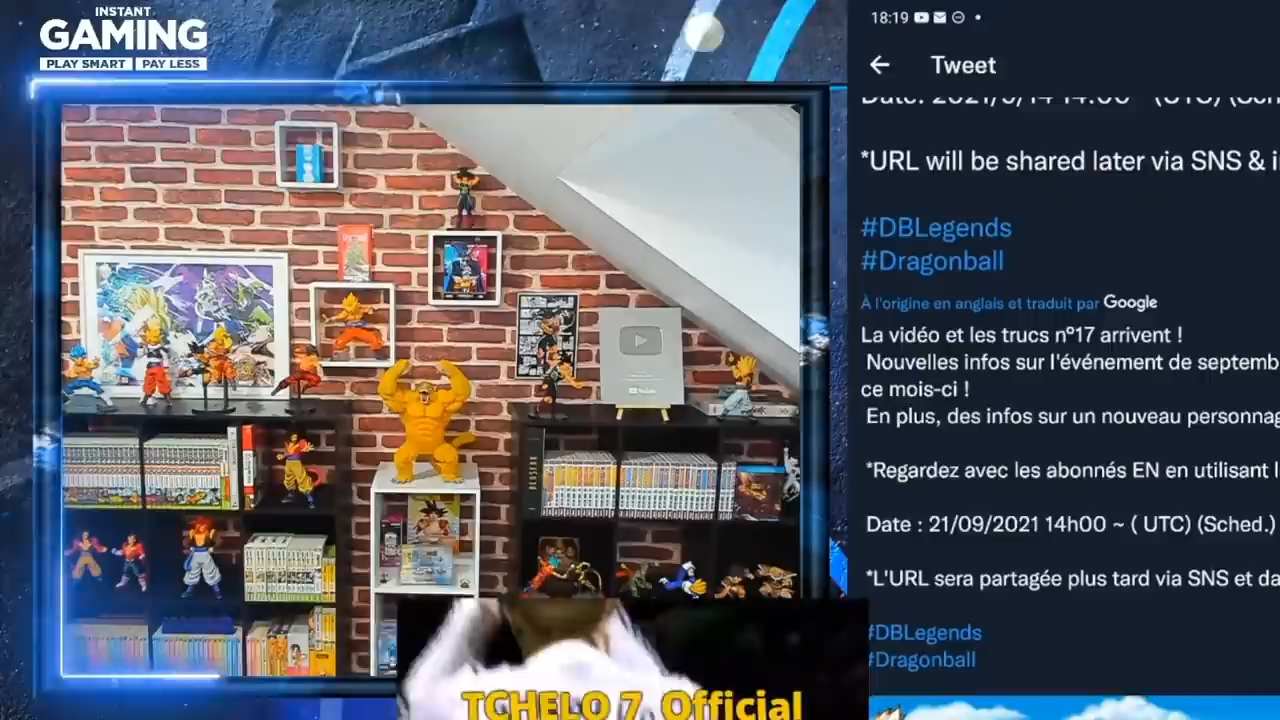 INSTANT
GAMING
PLAY SMART PAY LESS
18:19
Tweet
*URL will be shared later via SNS & i
#DBLegends
#Dragonball
À l'origine en anglais et traduit par Google
La vidéo et les trucs nº17 arrivent !
Nouvelles infos sur l'événement de septemb
ce mois-ci !
En plus, des infos sur un nouveau personnag
*Regardez avec les abonnés EN en utilisant l
Date : 21/09/2021 14h00 ~ ( UTC) (Sched.)
*L'URL sera partagée plus tard via SNS et da
#DBLegends
#Dragonball
BERSERK
TCHELO 7 Official